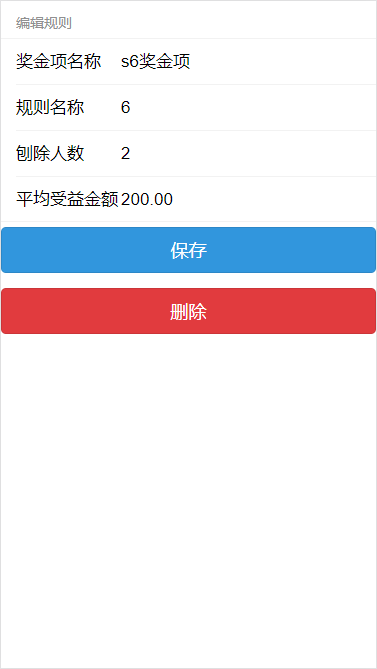 编辑规则
奖金项名称 s6奖金项
规则名称 6
刨除人数 2
平均受益金额 200.00
保存
删除